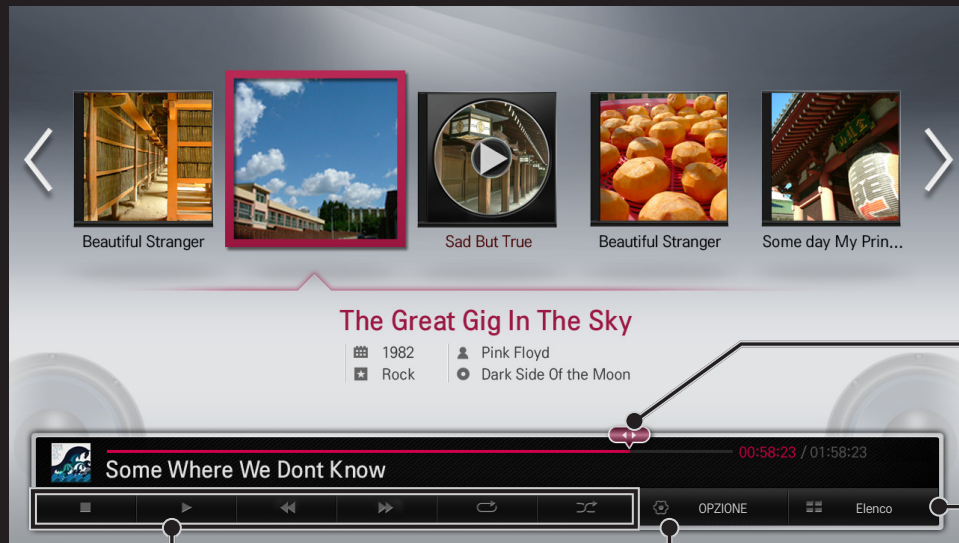 Beautiful Stranger
Sad But True
Beautiful Stranger
Some day My Prin...
The Great Gig In The Sky
1982
Pink Floyd
Rock
Dark Side Of the Moon
00:58:23 / 01:58:23
Some Where We Dont Know
OPZIONE
Elenco